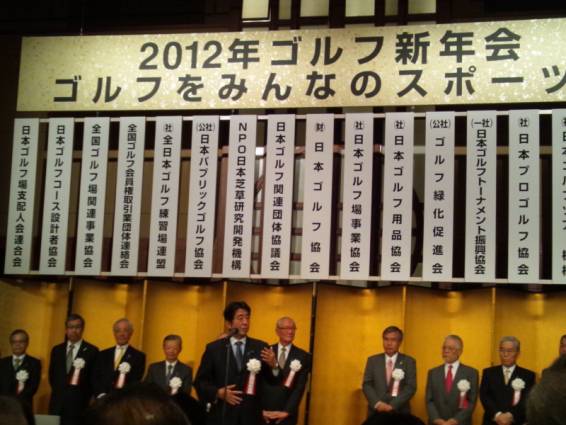 2012年ゴルフ新年会
ゴルフをみんなのスポーツ
日本ゴルフ場支配人会連合会
日本ゴルフコース設計者協会
全国ゴルフ場関連事業協会
全国ゴルフ会員権取引業団体連絡会
(社)全日本ゴルフ練習場連盟
(公社)日本パブリックゴルフ協会
NPO日本芝草研究開発機構
日本ゴルフ関連団体協議会
(財)日本ゴルフ協会
(社)日本ゴルフ場事業協会
(社)日本ゴルフ用品協会
(公社)ゴルフ緑化促進会
(一社)日本ゴルフトーナメント振興協会
(社)日本プロゴルフ協会